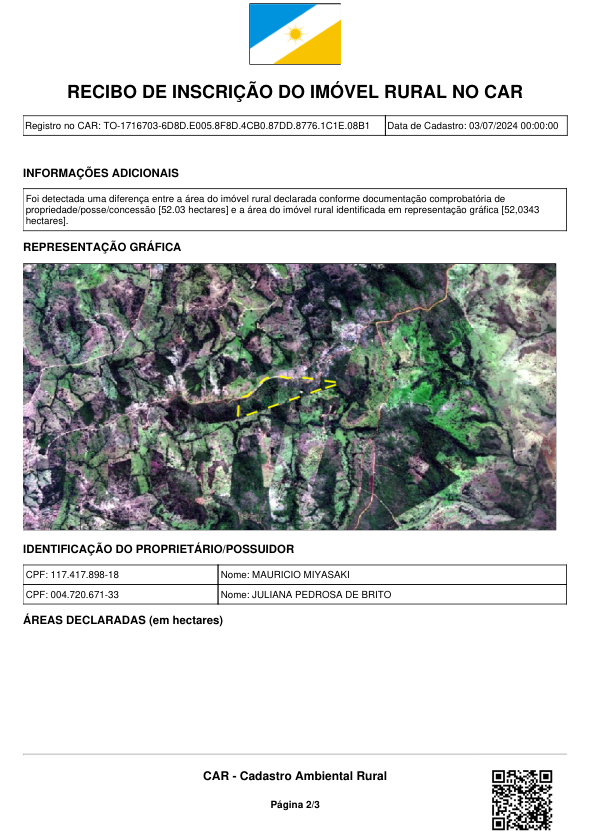 RECIBO DE INSCRIÇÃO DO IMÓVEL RURAL NO CAR
Registro no CAR: TO-1716703-6D8D.E005.8F8D.4CB0.87DD.8776.1C1E.08B1 Data de Cadastro: 03/07/2024 00:00:00
INFORMAÇÕES ADICIONAIS
Foi detectada uma diferença entre a área do imóvel rural declarada conforme documentação comprobatória de
propriedade/posse/concessão [52.03 hectares] e a área do imóvel rural identificada em representação gráfica [52,0343
hectares].
REPRESENTAÇÃO GRÁFICA
IDENTIFICAÇÃO DO PROPRIETÁRIO/POSSUIDOR
CPF: 117.417.898-18 Nome: MAURICIO MIYASAKI
CPF: 004.720.671-33 Nome: JULIANA PEDROSA DE BRITO
ÁREAS DECLARADAS (em hectares)
CAR - Cadastro Ambiental Rural
Página 2/3